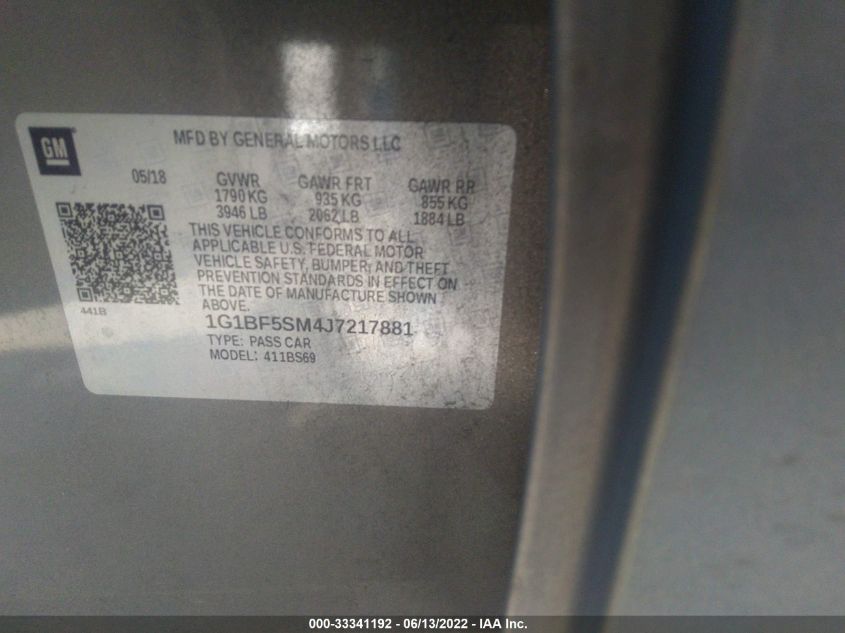 GM
MFD BY GENERAL MOTORS LLC
05/18 GVWR GAWR FRT GAWR RR
1790 KG 935 KG 855 KG
3946 LB 2062 LB 1884 LB
THIS VEHICLE CONFORMS TO ALL
APPLICABLE U.S. FEDERAL MOTOR
VEHICLE SAFETY, BUMPER, AND THEFT
PREVENTION STANDARDS IN EFFECT ON
THE DATE OF MANUFACTURE SHOWN
ABOVE.
441B
1G1BF5SM4J7217881
TYPE: PASS CAR
MODEL: 411BS69
000-33341192 - 06/13/2022 - IAA Inc.